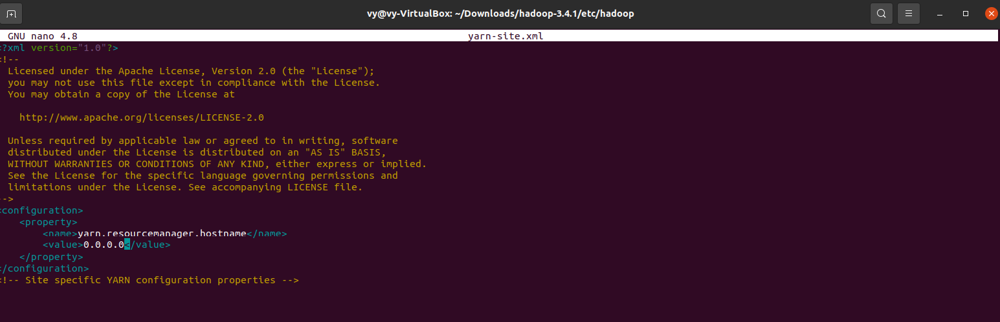 vy@vy-VirtualBox: ~/Downloads/hadoop-3.4.1/etc/hadoop
GNU nano 4.8 yarn-site.xml
<?xml version="1.0"?>
<!--
Licensed under the Apache License, Version 2.0 (the "License");
you may not use this file except in compliance with the License.
You may obtain a copy of the License at
http://www.apache.org/licenses/LICENSE-2.0
Unless required by applicable law or agreed to in writing, software
distributed under the License is distributed on an "AS IS" BASIS,
WITHOUT WARRANTIES OR CONDITIONS OF ANY KIND, either express or implied.
See the License for the specific language governing permissions and
limitations under the License. See accompanying LICENSE file.
-->
<configuration>
<property>
<name>yarn.resourcemanager.hostname</name>
<value>0.0.0.0</value>
</property>
</configuration>
<!-- Site specific YARN configuration properties -->